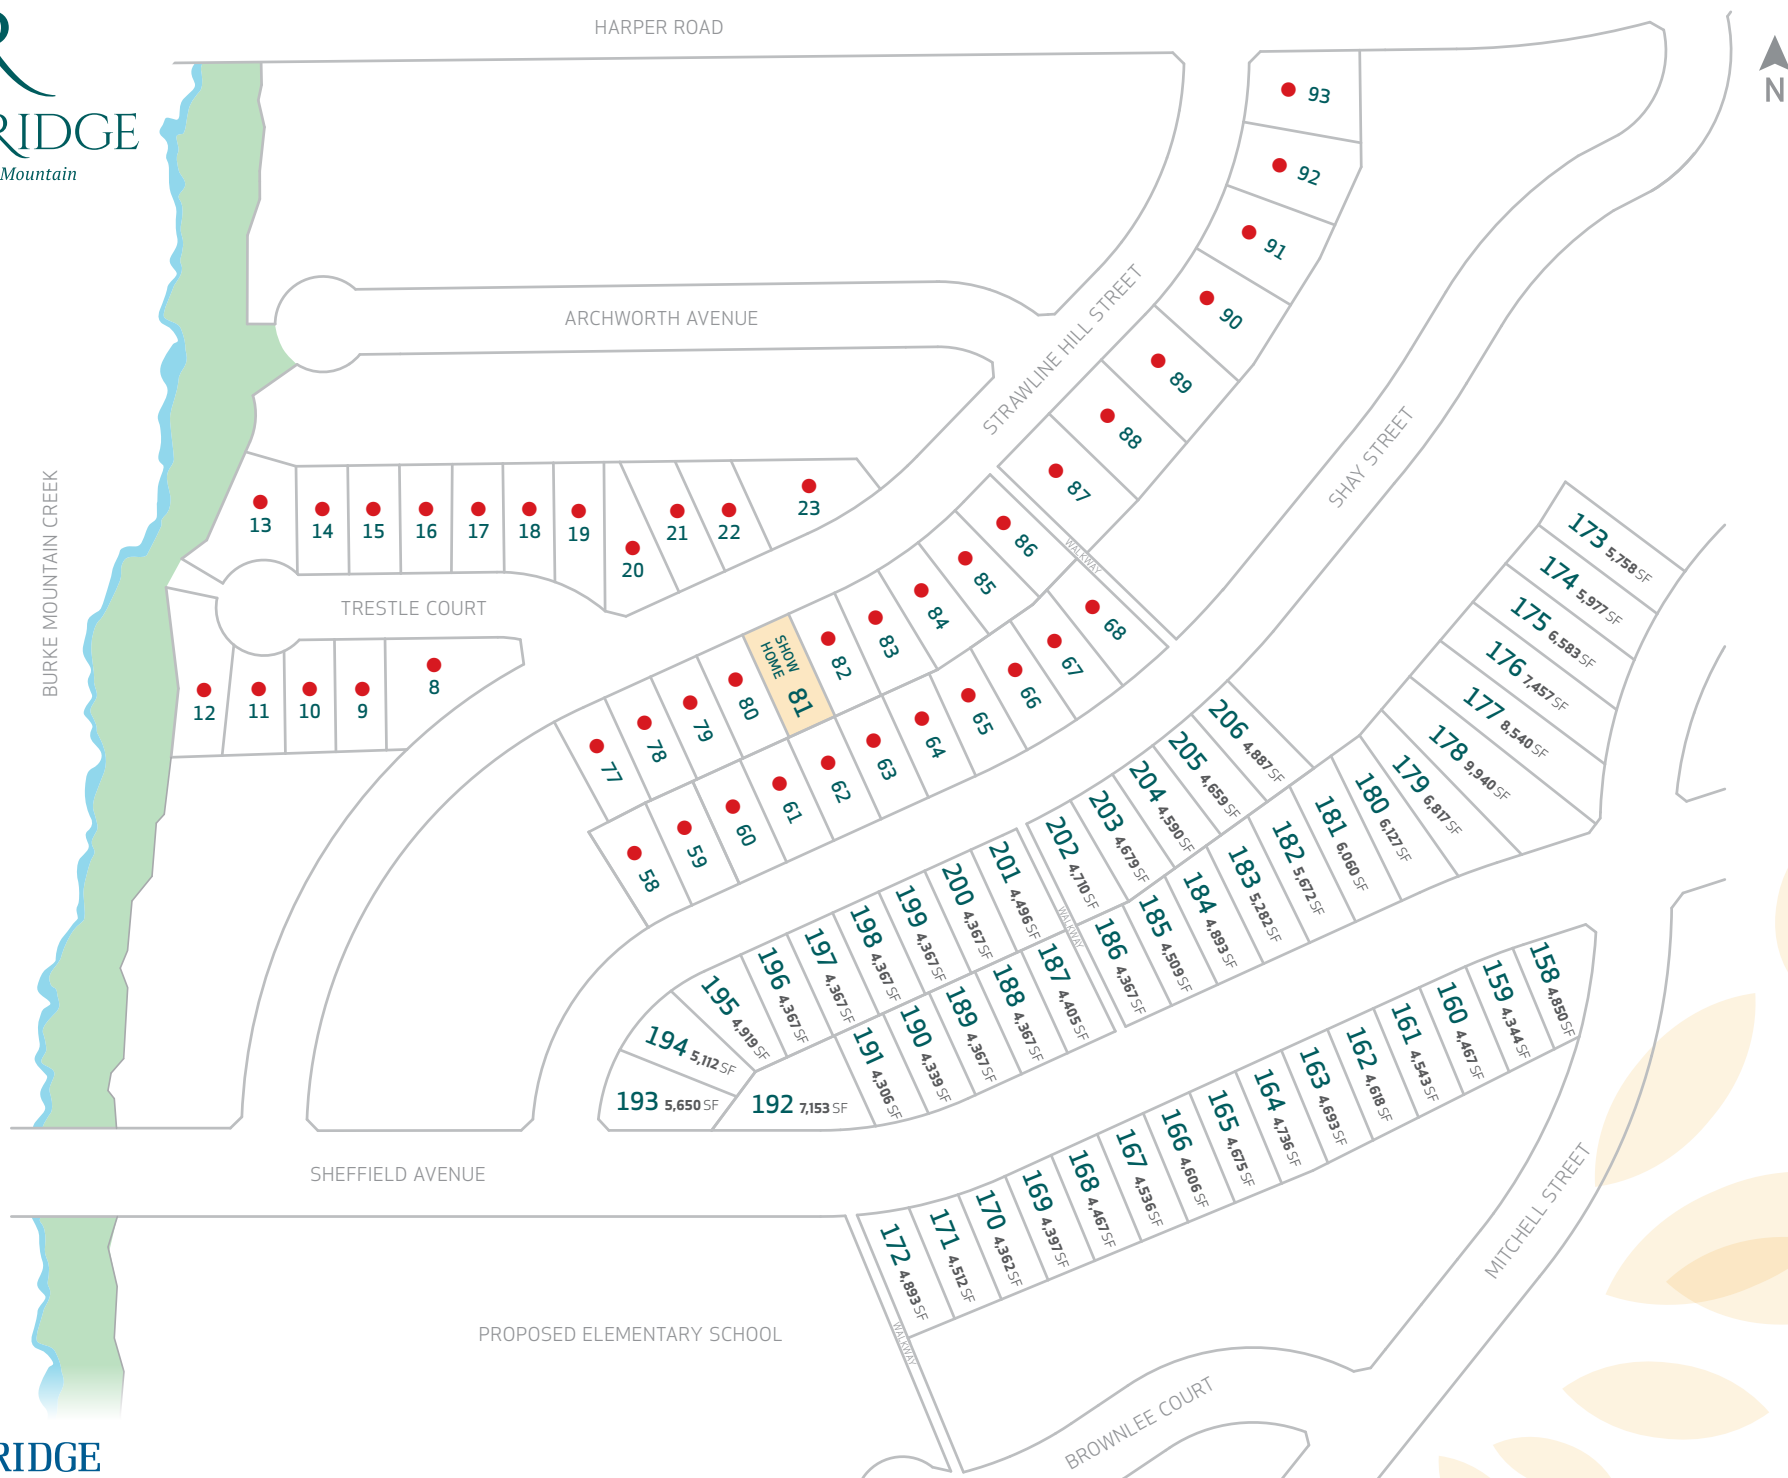 HARPER ROAD
N
R
RIDGE
Mountain
93
92
91
90
89
88
87
ARCHWORTH AVENUE
STRAWLINE HILL STREET
SHAY STREET
BURKE MOUNTAIN CREEK
13
14
15
16
17
18
19
20
21
22
23
TRESTLE COURT
12
11
10
9
8
WALKWAY
86
85
84
83
82
SHOW
HOME
81
80
79
78
77
68
67
66
65
64
63
62
61
60
59
58
173 5,758 SF
174 5,977 SF
175 6,583 SF
176 7,457 SF
177 8,540 SF
178 9,940 SF
179 6,817 SF
180 6,127 SF
181 6,060 SF
182 5,672 SF
183 5,282 SF
184 4,893 SF
185 4,509 SF
186 4,367 SF
206 4,887 SF
205 4,659 SF
204 4,590 SF
203 4,679 SF
202 4,710 SF
WALKWAY
201 4,496 SF
200 4,367 SF
199 4,367 SF
198 4,367 SF
197 4,367 SF
196 4,367 SF
195 4,919 SF
194 5,112 SF
193 5,650 SF
192 7,153 SF
191 4,306 SF
190 4,339 SF
189 4,367 SF
188 4,367 SF
187 4,405 SF
158 4,850 SF
159 4,344 SF
160 4,467 SF
161 4,543 SF
162 4,618 SF
163 4,693 SF
164 4,736 SF
165 4,675 SF
166 4,606 SF
167 4,536 SF
168 4,467 SF
169 4,397 SF
170 4,362 SF
171 4,512 SF
172 4,893 SF
SHEFFIELD AVENUE
MITCHELL STREET
PROPOSED ELEMENTARY SCHOOL
WALKWAY
BROWNLEE COURT
RIDGE